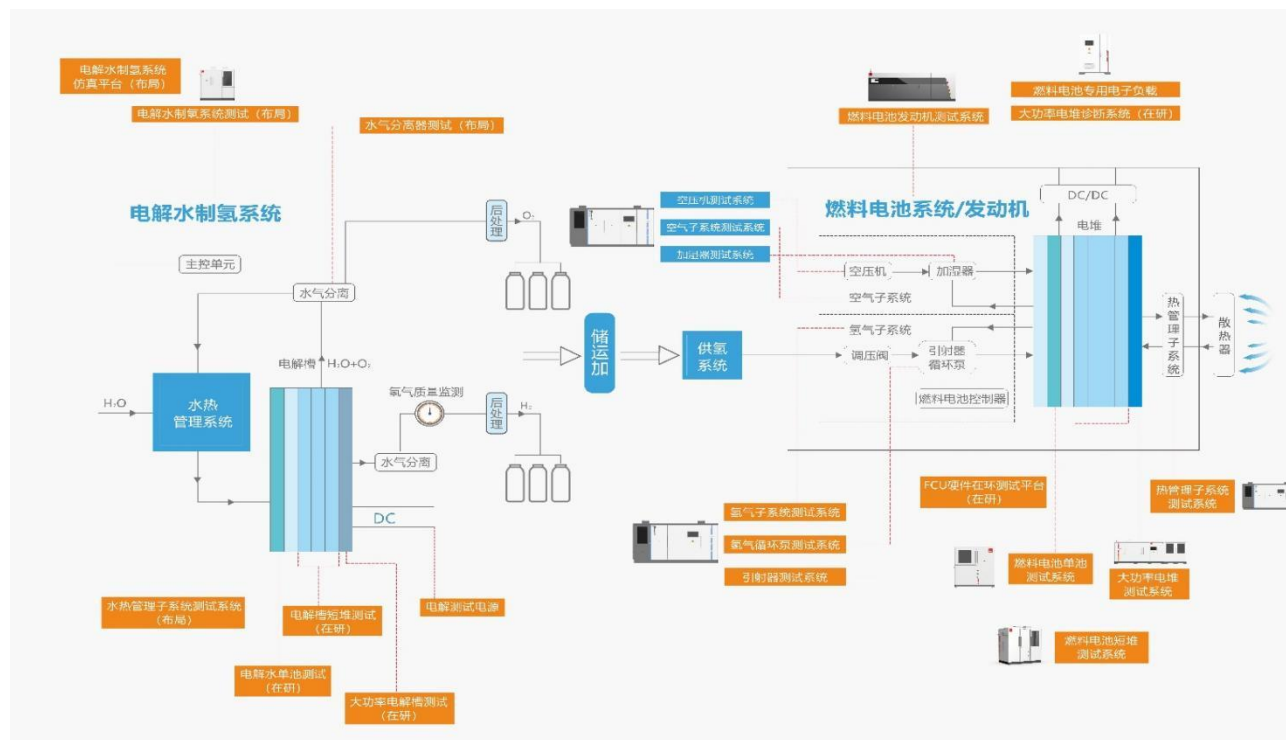 电解水制氢系统
仿真平台（布局）
电解水制氧系统测试（布局）
水气分离器测试（布局）
燃料电池发动机测试系统
燃料电池专用电子负载
大功率电堆诊断系统（在研）
电解水制氢系统
主控单元
水气分离
后处理
O₂
空压机测试系统
空气子系统测试系统
加湿器测试系统
燃料电池系统/发动机
DC/DC
电堆
空压机
加湿器
空气子系统
氢气子系统
调压阀
引射器
循环泵
燃料电池控制器
热管理子系统
散热器
储运加
供氢
系统
电解槽
H₂O+O₂
H₂O
水热
管理系统
氢气质量监测
水气分离
后处理
H₂
DC
FCU硬件在环测试平台
（在研）
热管理子系统
测试系统
氢气子系统测试系统
氢气循环泵测试系统
引射器测试系统
燃料电池单池
测试系统
大功率电堆
测试系统
燃料电池短堆
测试系统
水热管理子系统测试系统
（布局）
电解槽短堆测试
（在研）
电解测试电源
电解水单池测试
（在研）
大功率电解槽测试
（在研）